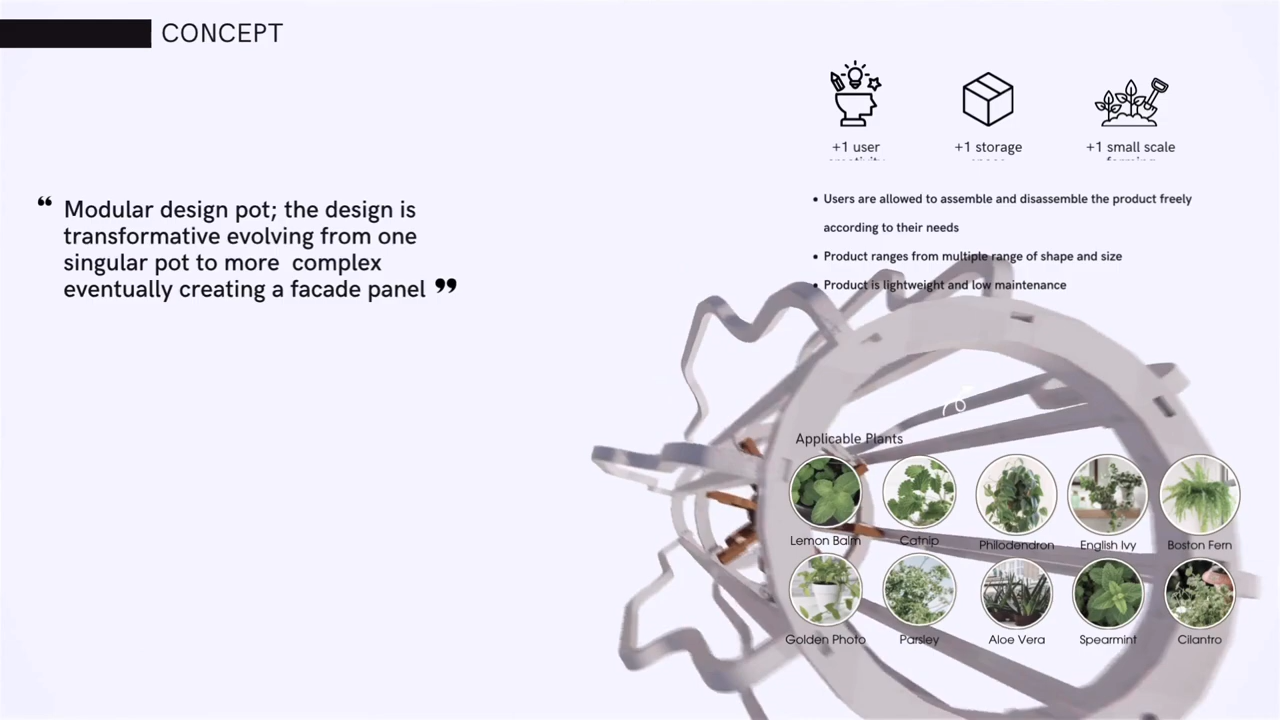 CONCEPT
+1 user
+1 storage
+1 small scale
“ Modular design pot; the design is
transformative evolving from one
singular pot to more complex
eventually creating a facade panel ”
• Users are allowed to assemble and disassemble the product freely
according to their needs
• Product ranges from multiple range of shape and size
• Product is lightweight and low maintenance
Applicable Plants
Lemon Balm Catnip Philodendron English Ivy Boston Fern
Golden Photo Parsley Aloe Vera Spearmint Cilantro